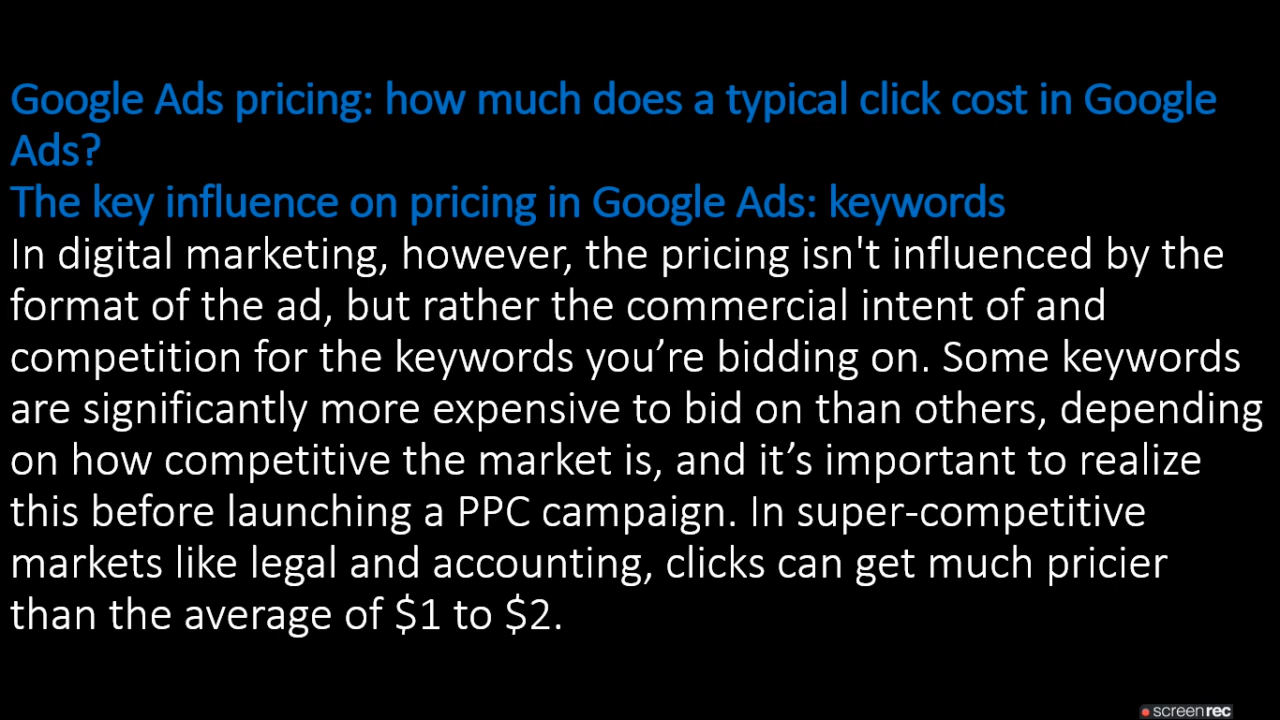 Google Ads pricing: how much does a typical click cost in Google
Ads?
The key influence on pricing in Google Ads: keywords
In digital marketing, however, the pricing isn't influenced by the
format of the ad, but rather the commercial intent of and
competition for the keywords you’re bidding on. Some keywords
are significantly more expensive to bid on than others, depending
on how competitive the market is, and it’s important to realize
this before launching a PPC campaign. In super-competitive
markets like legal and accounting, clicks can get much pricier
than the average of $1 to $2.
screenrec